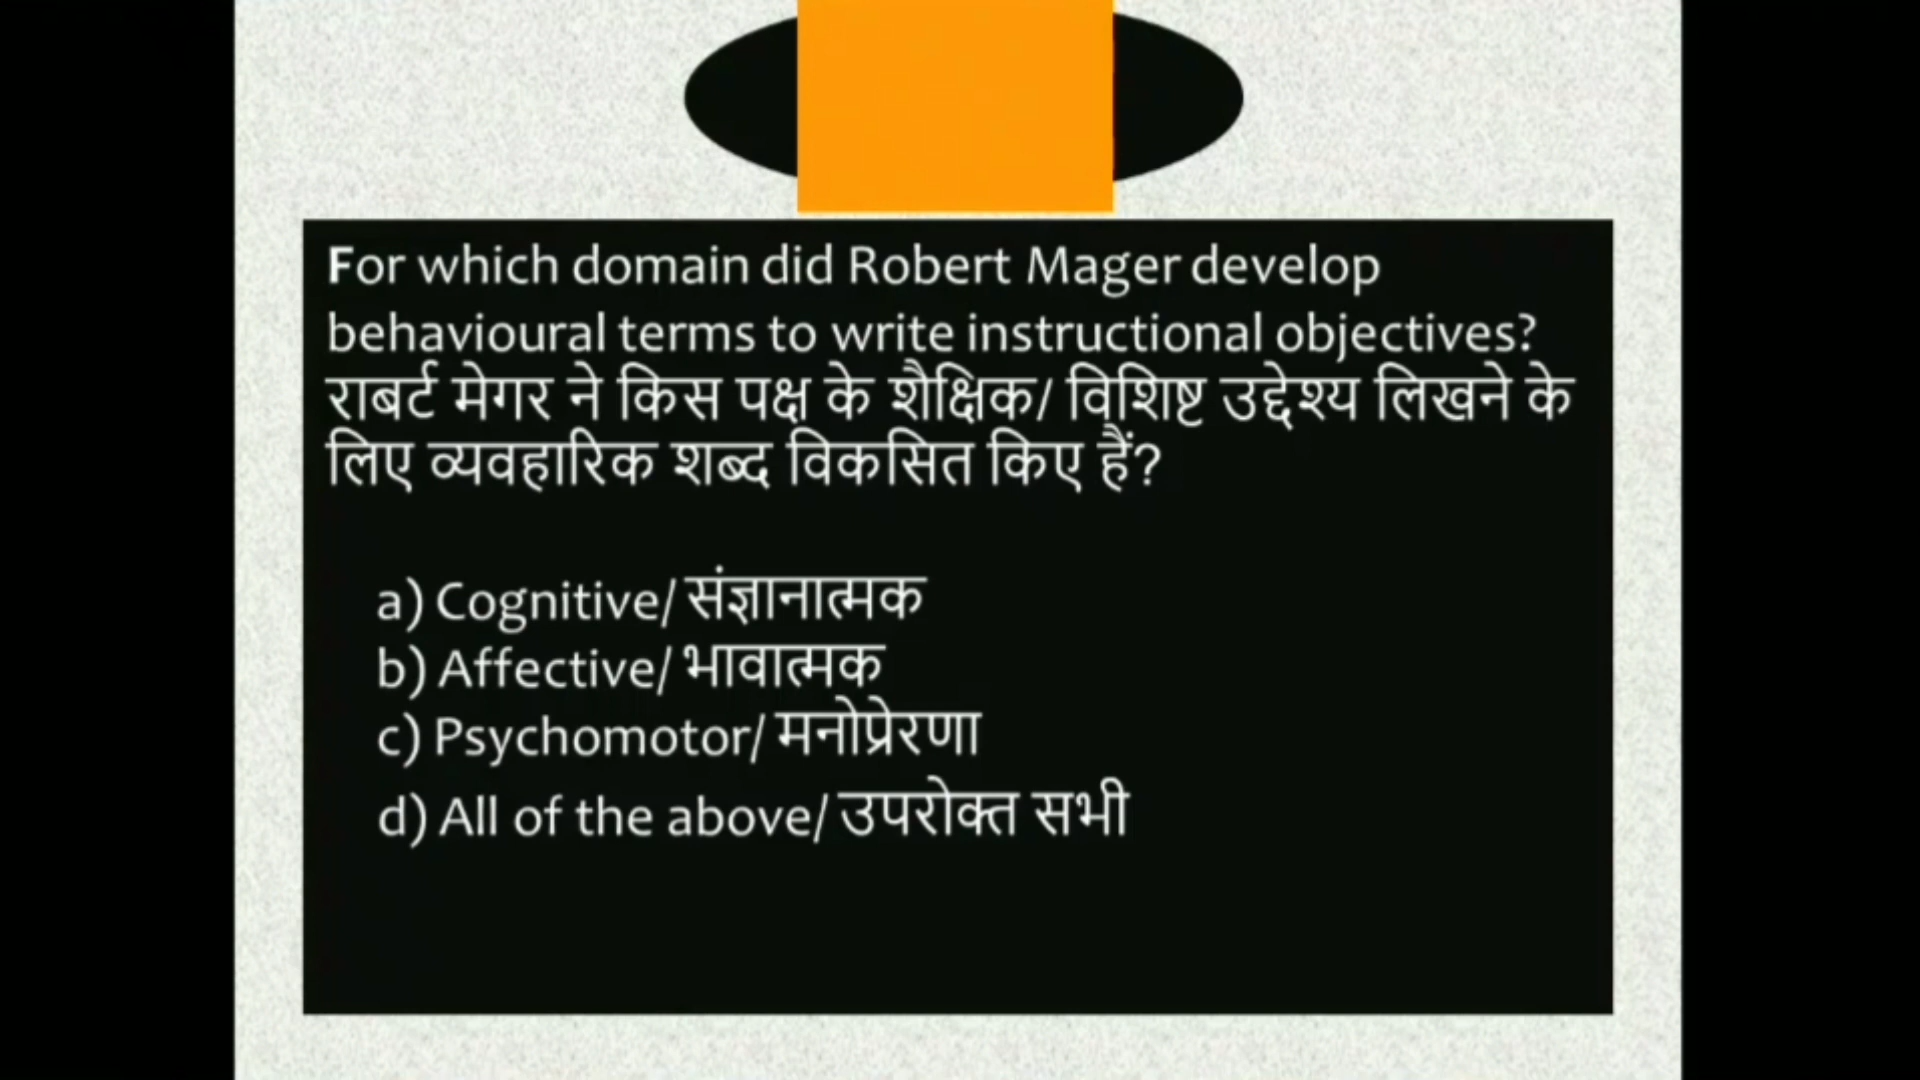 For which domain did Robert Mager develop
behavioural terms to write instructional objectives?
राबर्ट मेगर ने किस पक्ष के शैक्षिक/ विशिष्ट उद्देश्य लिखने के
लिए व्यवहारिक शब्द विकसित किए हैं?
a) Cognitive/ संज्ञानात्मक
b) Affective/ भावात्मक
c) Psychomotor/ मनोप्रेरणा
d) All of the above/ उपरोक्त सभी